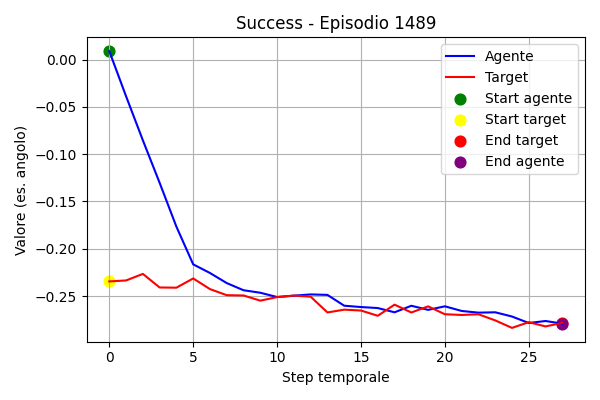 Success - Episodio 1489
Valore (es. angolo)
0.00
−0.05
−0.10
−0.15
−0.20
−0.25
Agente
Target
Start agente
Start target
End target
End agente
0 5 10 15 20 25
Step temporale